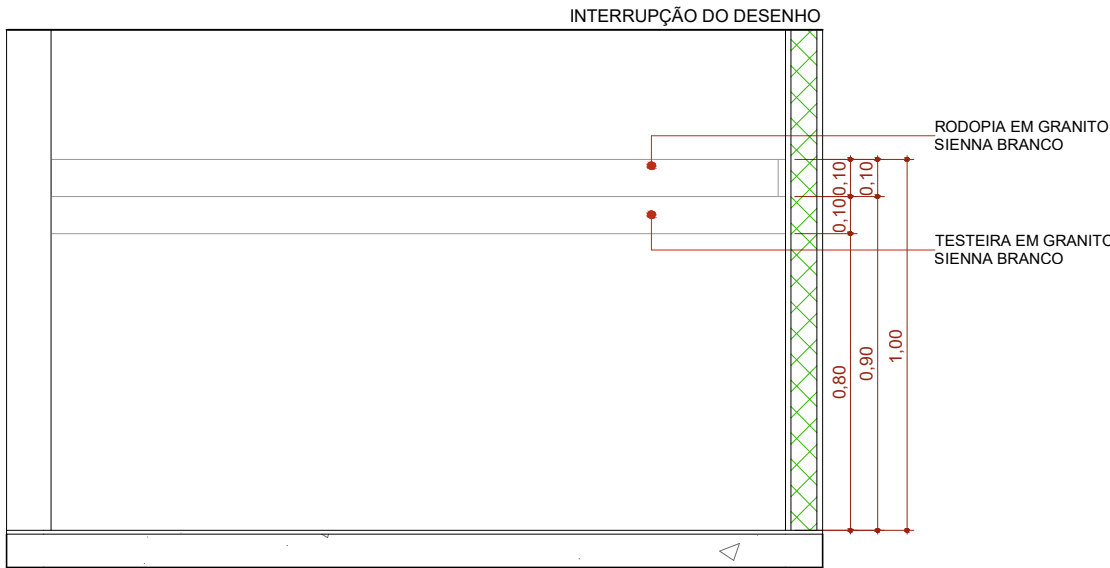 INTERRUPÇÃO DO DESENHO
RODOPIA EM GRANITO
SIENNA BRANCO
0,10
0,10
0,10
TESTEIRA EM GRANITO
SIENNA BRANCO
0,80
0,90
1,00